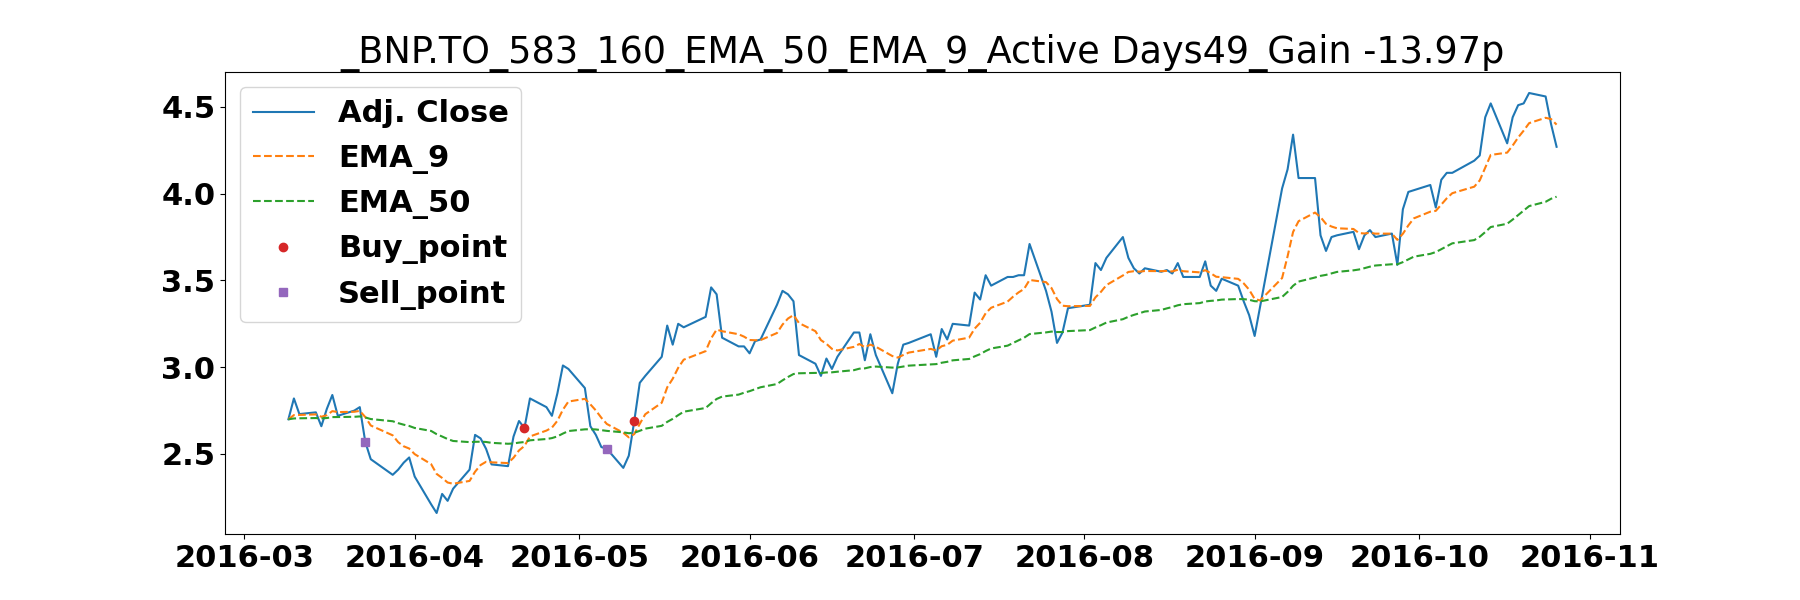 _BNP.TO_583_160_EMA_50_EMA_9_Active Days49_Gain -13.97p
Adj. Close
EMA_9
EMA_50
Buy_point
Sell_point
4.5
4.0
3.5
3.0
2.5
2016-03 2016-04 2016-05 2016-06 2016-07 2016-08 2016-09 2016-10 2016-11